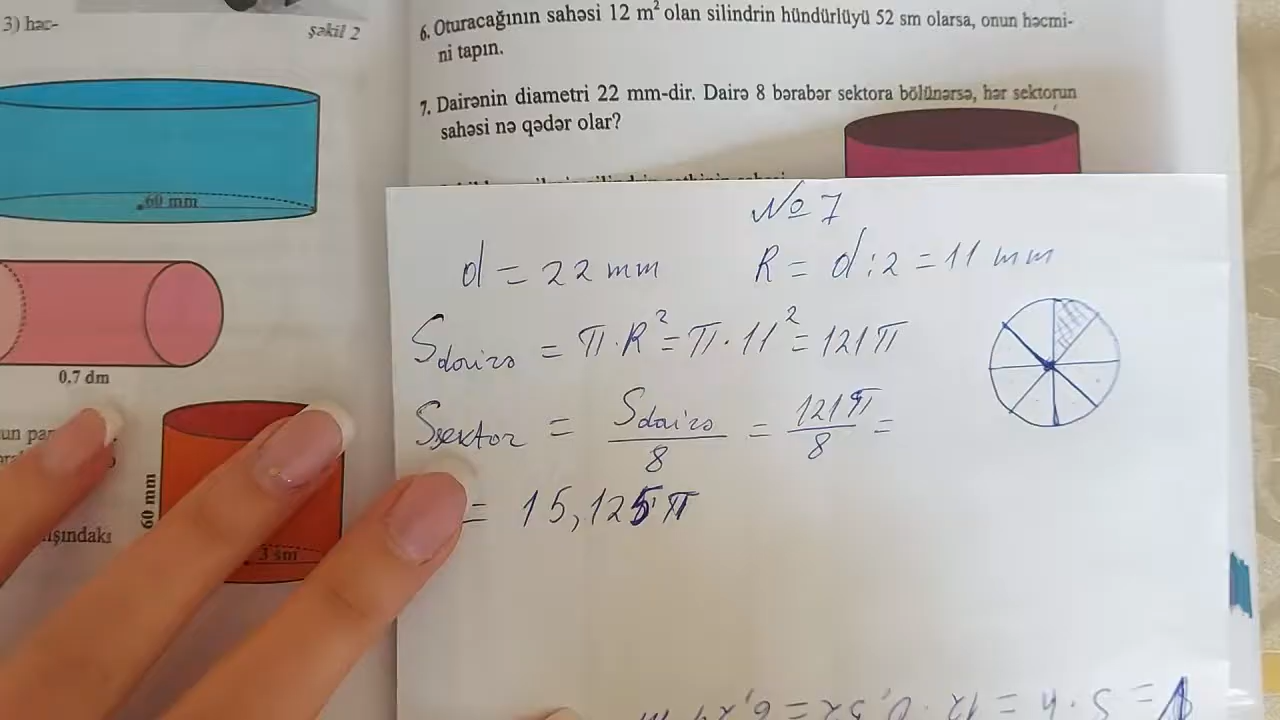 3) həc-
şəkil 2
60 mm
0,7 dm
60 mm
3 sm
ışındakı
6. Oturacağının sahəsi 12 m² olan silindrin hündürlüyü 52 sm olarsa, onun həcmi-
ni tapın.
7. Dairənin diametri 22 mm-dir. Dairə 8 bərabər sektora bölünərsə, hər sektorun
sahəsi nə qədər olar?
№ 7
d = 22 mm R = d : 2 = 11 mm
Sdairə = π · R² = π · 11² = 121π
Ssektor = Sdairə/8 = 121π/8 =
= 15,125π